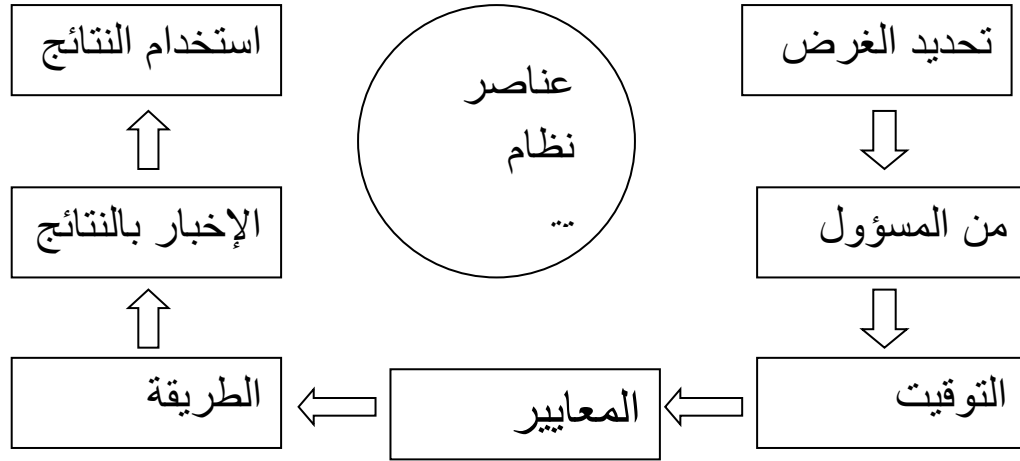 عناصر
نظام
تحديد الغرض
من المسؤول
التوقيت
المعايير
الطريقة
الإخبار بالنتائج
استخدام النتائج